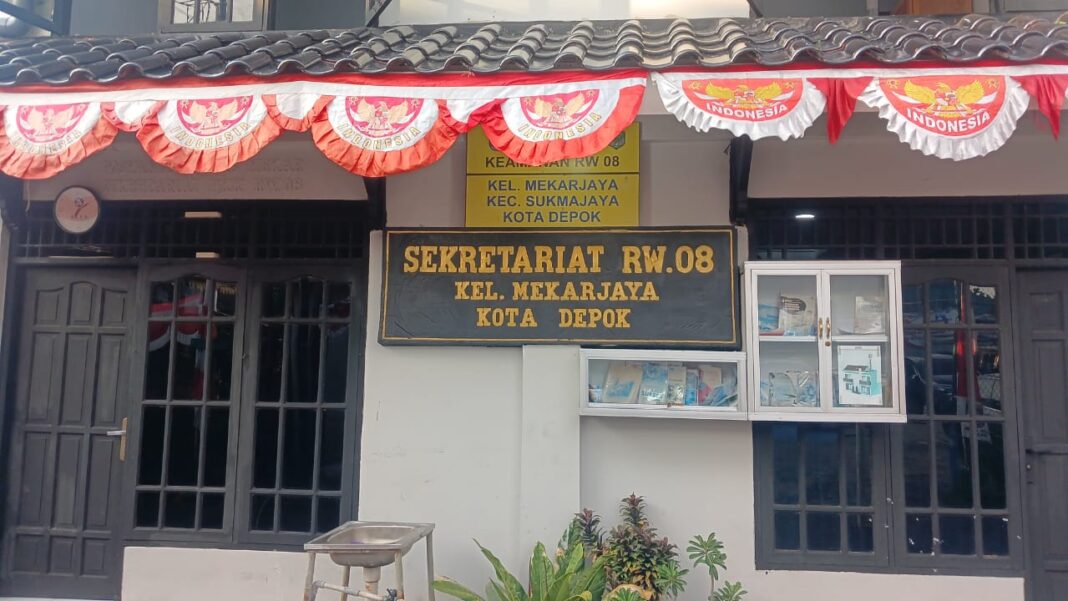 INDONESIA
INDONESIA
INDONESIA
INDONESIA
INDONESIA
KEAMANAN RW 08
KEL. MEKARJAYA
KEC. SUKMAJAYA
KOTA DEPOK
SEKRETARIAT RW.08
KEL. MEKARJAYA
KOTA DEPOK